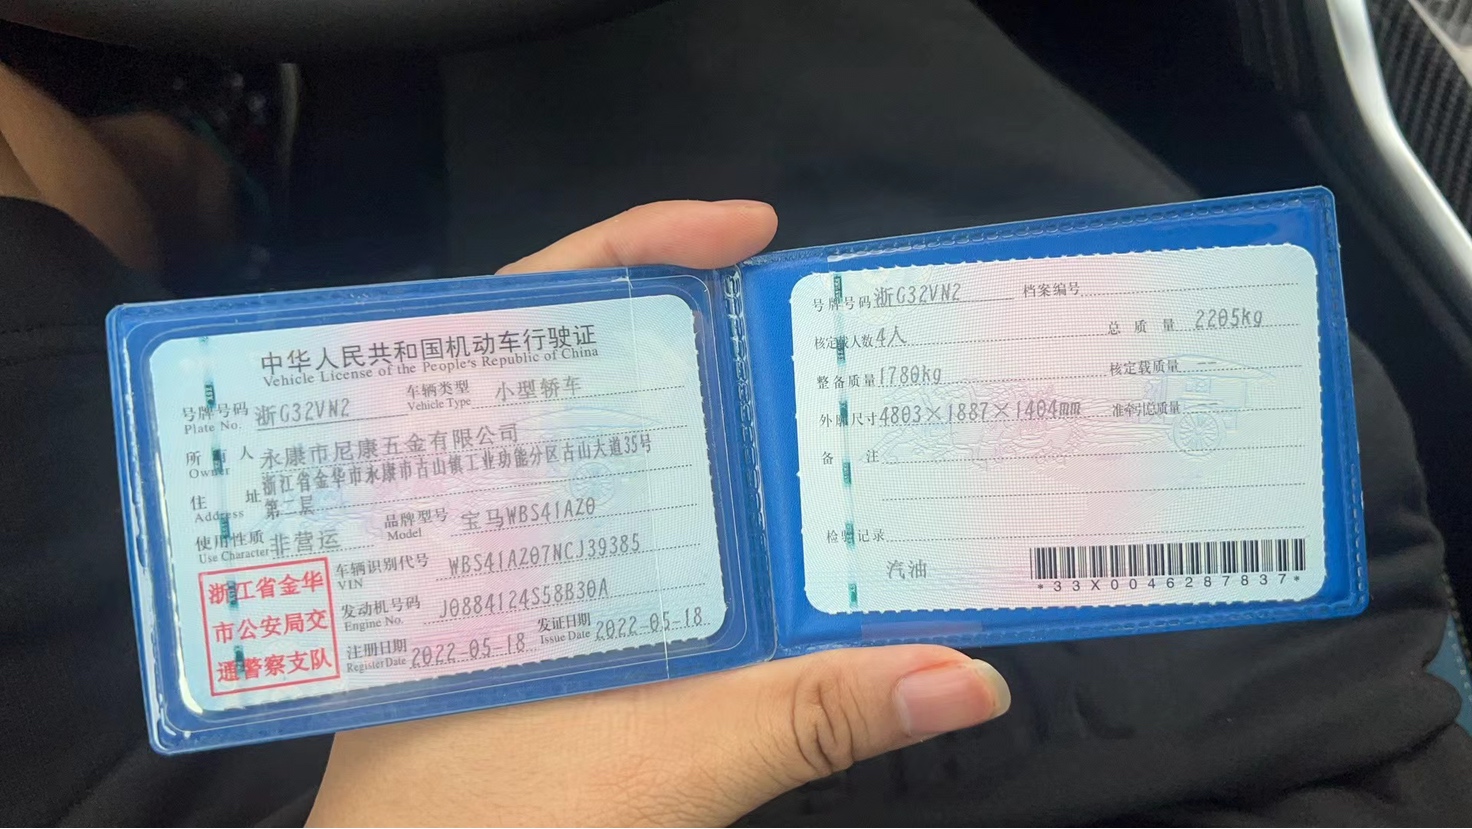 中华人民共和国机动车行驶证
Vehicle License of the People's Republic of China
号牌号码 浙G32VN2 车辆类型 小型轿车
Plate No. Vehicle Type
所有人 永康市尼康五金有限公司
Owner
住址 浙江省金华市永康市古山镇工业功能分区古山大道35号
Address 第二层
使用性质 非营运 品牌型号 宝马WBS41AZ0
Use Character Model
浙江省金华
市公安局交
通警察支队
车辆识别代号 WBS41AZ07NCJ39385
VIN
发动机号码 J0884124S58B30A
Engine No.
注册日期 2022-05-18 发证日期 2022-05-18
Register Date Issue Date
号牌号码 浙G32VN2 档案编号
核定载人数 4人 总质量 2205kg
整备质量 1780kg 核定载质量 --
外廓尺寸 4803×1887×1404mm 准牵引总质量 --
备注
检验记录
汽油
*33X0046287837*